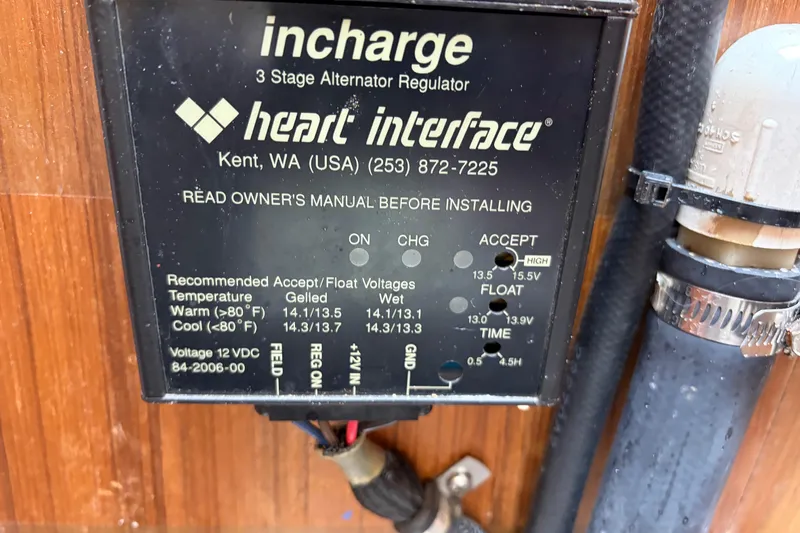 incharge
3 Stage Alternator Regulator
heart interface®
Kent, WA (USA) (253) 872-7225
READ OWNER'S MANUAL BEFORE INSTALLING
ON CHG ACCEPT
HIGH
13.5 15.5V
FLOAT
13.0 13.9V
TIME
0.5 4.5H
Recommended Accept/Float Voltages
Temperature Gelled Wet
Warm (>80°F) 14.1/13.5 14.1/13.1
Cool (<80°F) 14.3/13.7 14.3/13.3
Voltage 12 VDC
84-2006-00
FIELD
REG ON
+12V IN
GND